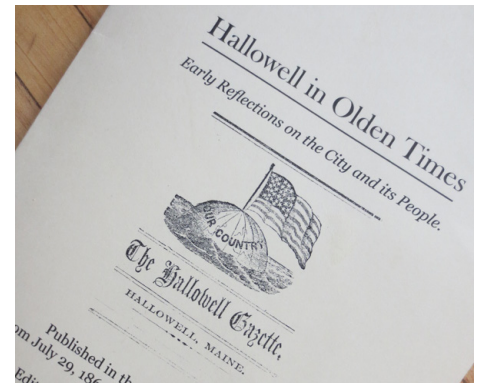 Hallowell in Olden Times
Early Reflections on the City and its People.
OUR COUNTRY
The Hallowell Gazette,
HALLOWELL, MAINE.
Published in th
om July 29, 186
Edi